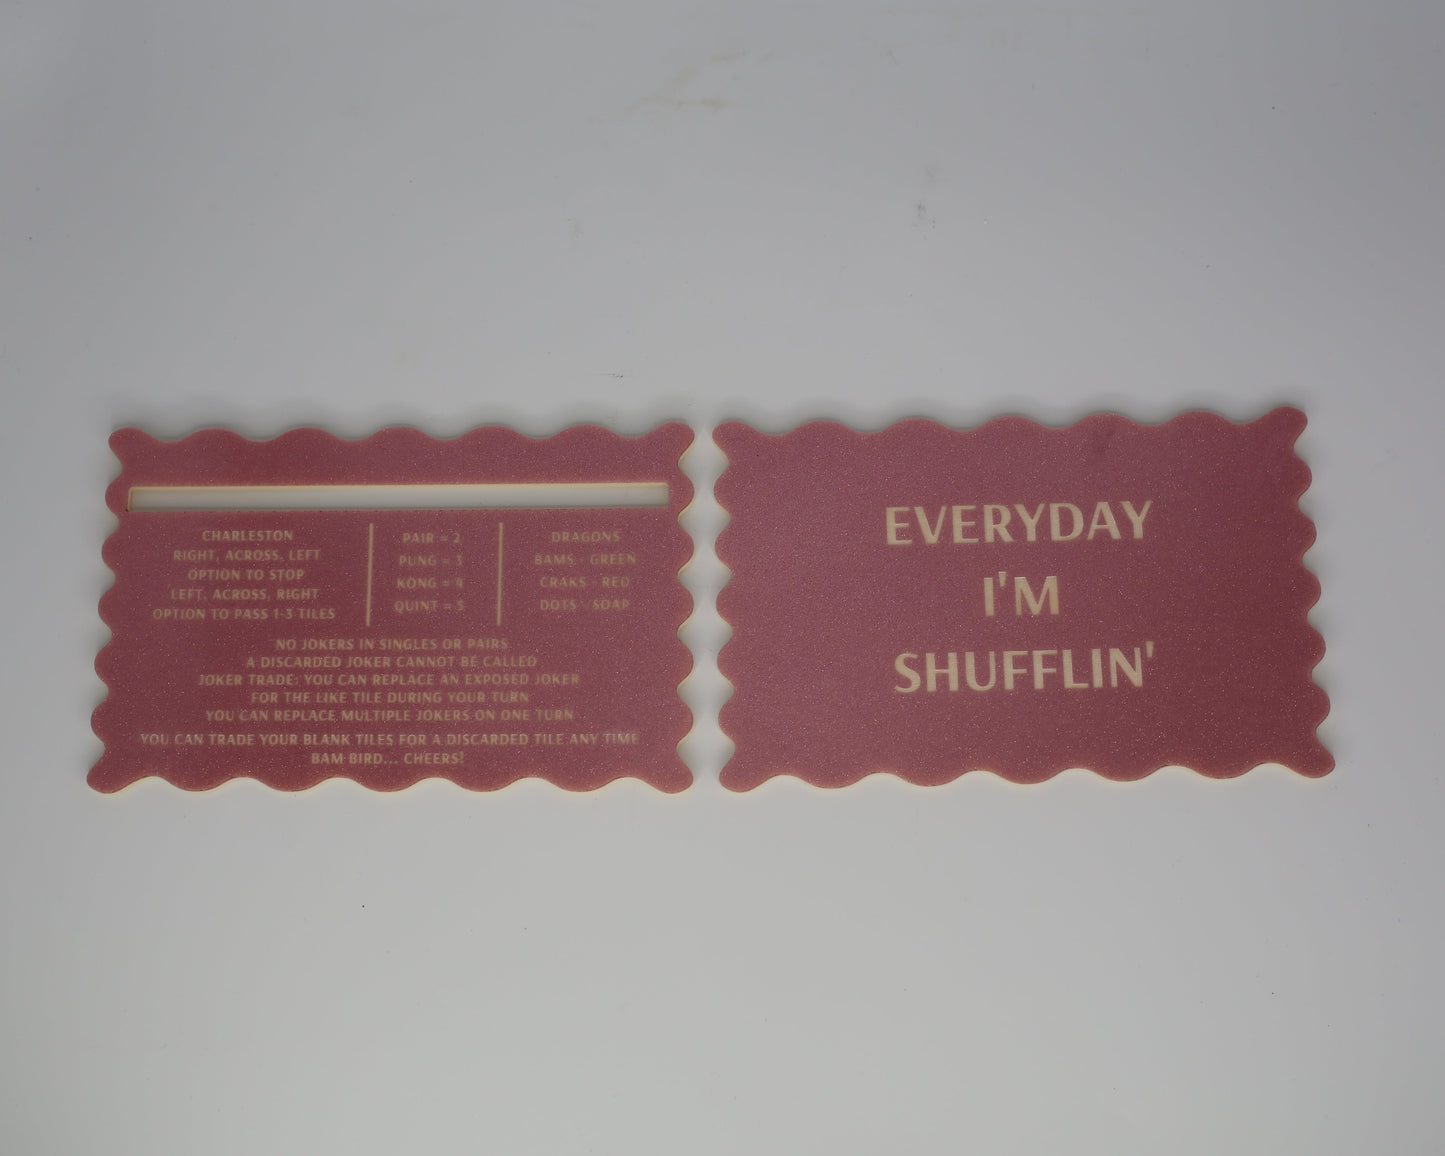 CHARLESTON
RIGHT, ACROSS, LEFT
OPTION TO STOP
LEFT, ACROSS, RIGHT
OPTION TO PASS 1-3 TILES
PAIR = 2
PUNG = 3
KONG = 4
QUINT = 5
DRAGONS
BAMS - GREEN
CRAKS - RED
DOTS - SOAP
NO JOKERS IN SINGLES OR PAIRS
A DISCARDED JOKER CANNOT BE CALLED
JOKER TRADE: YOU CAN REPLACE AN EXPOSED JOKER
FOR THE LIKE TILE DURING YOUR TURN
YOU CAN REPLACE MULTIPLE JOKERS ON ONE TURN
YOU CAN TRADE YOUR BLANK TILES FOR A DISCARDED TILE ANY TIME
BAM BIRD... CHEERS!
EVERYDAY
I'M
SHUFFLIN'